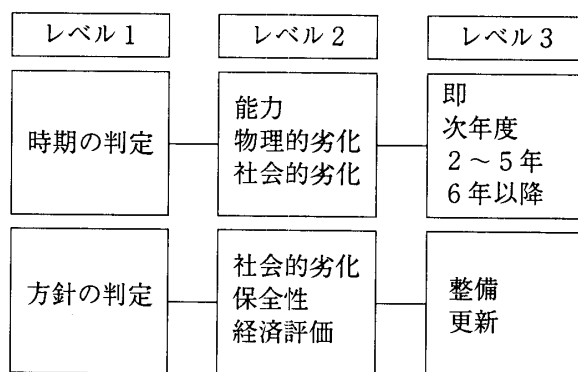 レベル1
レベル2
レベル3
時期の判定
能力
物理的劣化
社会的劣化
即
次年度
2～5年
6年以降
方針の判定
社会的劣化
保全性
経済評価
整備
更新